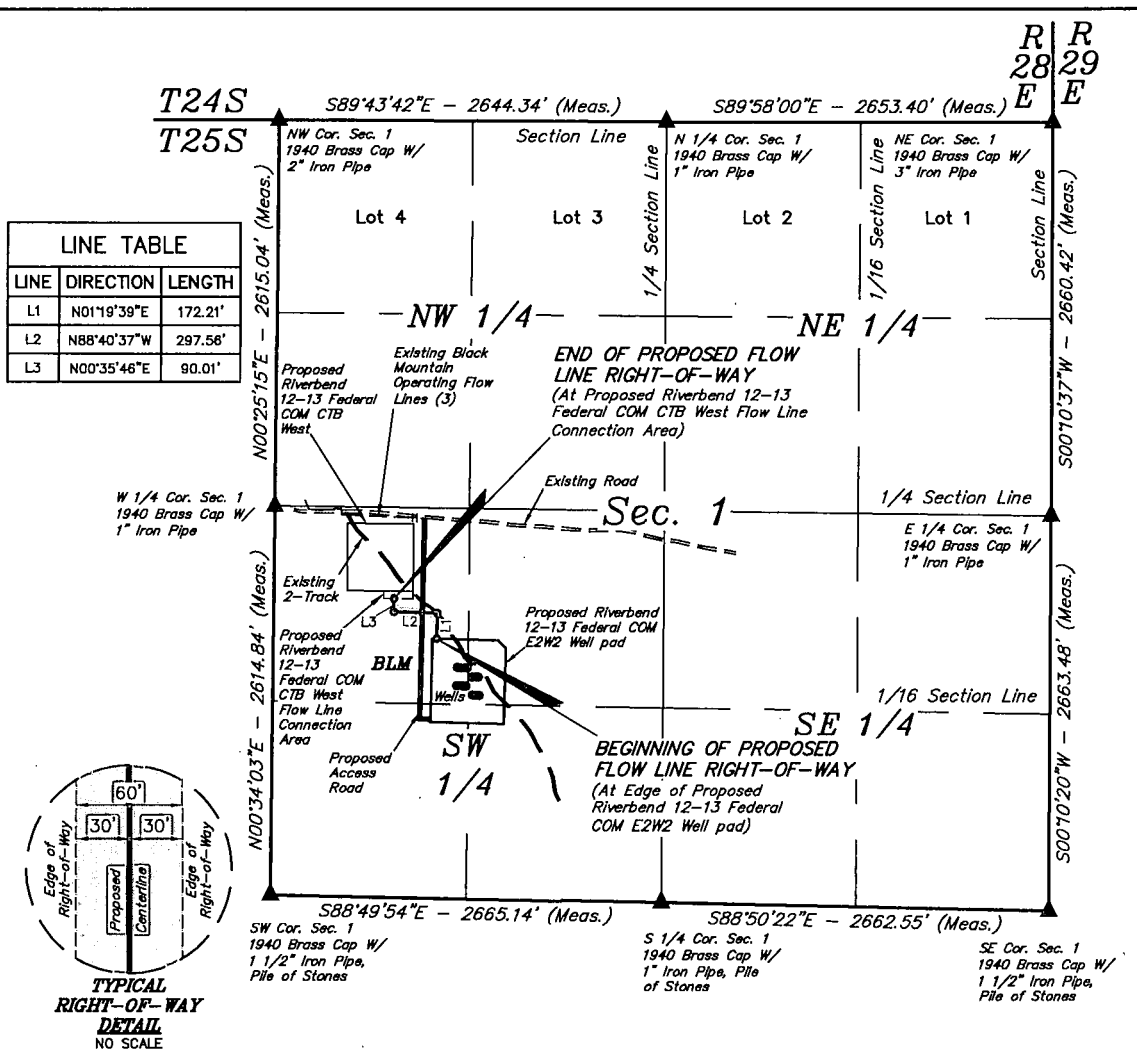 R R
28 29
E E
T24S
T25S
S89°43'42"E - 2644.34' (Meas.)
S89°58'00"E - 2653.40' (Meas.)
NW Cor. Sec. 1
1940 Brass Cap W/
2" Iron Pipe
Section Line
N 1/4 Cor. Sec. 1
1940 Brass Cap W/
1" Iron Pipe
NE Cor. Sec. 1
1940 Brass Cap W/
3" Iron Pipe
Lot 4
Lot 3
Lot 2
Lot 1
1/4 Section Line
1/16 Section Line
Section Line
N00°25'15"E - 2615.04' (Meas.)
S00°10'37"W - 2660.42' (Meas.)
LINE TABLE
LINE DIRECTION LENGTH
L1 N01°19'39"E 172.21'
L2 N88°40'37"W 297.56'
L3 N00°35'46"E 90.01'
NW 1/4
NE 1/4
Proposed
Riverbend
12-13 Federal
COM CTB
West
Existing Black
Mountain
Operating Flow
Lines (3)
END OF PROPOSED FLOW
LINE RIGHT-OF-WAY
(At Proposed Riverbend 12-13
Federal COM CTB West Flow Line
Connection Area)
Existing Road
W 1/4 Cor. Sec. 1
1940 Brass Cap W/
1" Iron Pipe
Sec. 1
1/4 Section Line
E 1/4 Cor. Sec. 1
1940 Brass Cap W/
1" Iron Pipe
Existing
2-Track
L3
L2
Proposed Riverbend
12-13 Federal COM
E2W2 Well pad
Proposed
Riverbend
12-13
Federal COM
CTB West
Flow Line
Connection
Area
BLM
Wells
1/16 Section Line
N00°34'03"E - 2614.84' (Meas.)
S00°10'20"W - 2663.48' (Meas.)
SW
1/4
SE 1/4
Proposed
Access
Road
BEGINNING OF PROPOSED
FLOW LINE RIGHT-OF-WAY
(At Edge of Proposed
Riverbend 12-13 Federal
COM E2W2 Well pad)
60'
30' 30'
Edge of
Right-of-Way
Proposed
Centerline
Edge of
Right-of-Way
TYPICAL
RIGHT-OF-WAY
DETAIL
NO SCALE
S88°49'54"E - 2665.14' (Meas.)
S88°50'22"E - 2662.55' (Meas.)
SW Cor. Sec. 1
1940 Brass Cap W/
1 1/2" Iron Pipe,
Pile of Stones
S 1/4 Cor. Sec. 1
1940 Brass Cap W/
1" Iron Pipe, Pile
of Stones
SE Cor. Sec. 1
1940 Brass Cap W/
1 1/2" Iron Pipe,
Pile of Stones